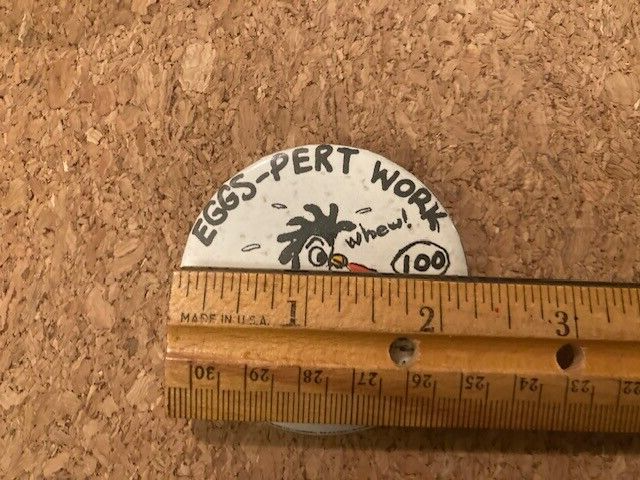 EGGS-PERT WORK
Whew!
100
1 2 3
MADE IN U.S.A.
30 29 28 27 26 25 24 23 22